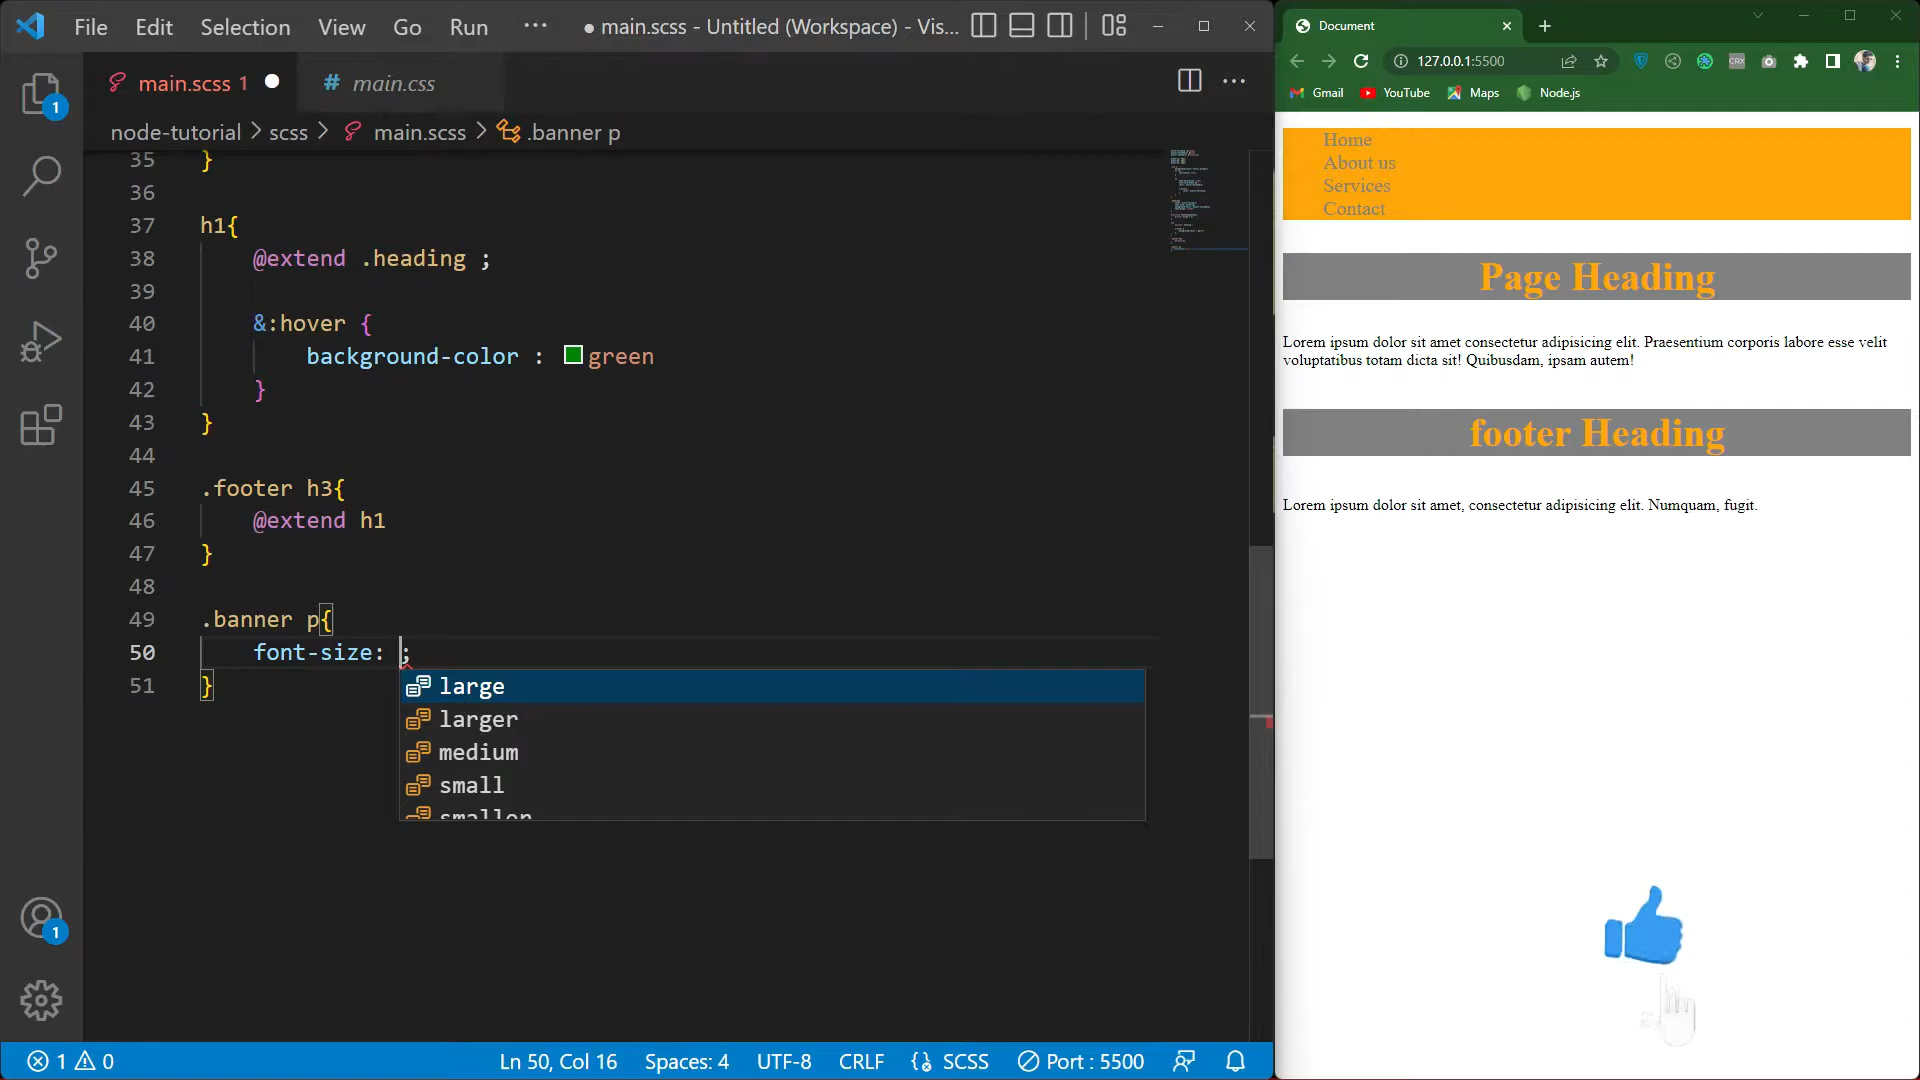 File Edit Selection View Go Run ··· ● main.scss - Untitled (Workspace) - Vis...
main.scss 1 ● # main.css
node-tutorial > scss > main.scss > .banner p
35 }
36
37 h1{
38 @extend .heading ;
39
40 &:hover {
41 background-color : green
42 }
43 }
44
45 .footer h3{
46 @extend h1
47 }
48
49 .banner p{
50 font-size: ;
51 }
large
larger
medium
small
smaller
1
1
1 0 Ln 50, Col 16 Spaces: 4 UTF-8 CRLF SCSS Port : 5500
Document
127.0.0.1:5500
CRX
Gmail YouTube Maps Node.js
Home
About us
Services
Contact
Page Heading
Lorem ipsum dolor sit amet consectetur adipisicing elit. Praesentium corporis labore esse velit
voluptatibus totam dicta sit! Quibusdam, ipsam autem!
footer Heading
Lorem ipsum dolor sit amet, consectetur adipisicing elit. Numquam, fugit.